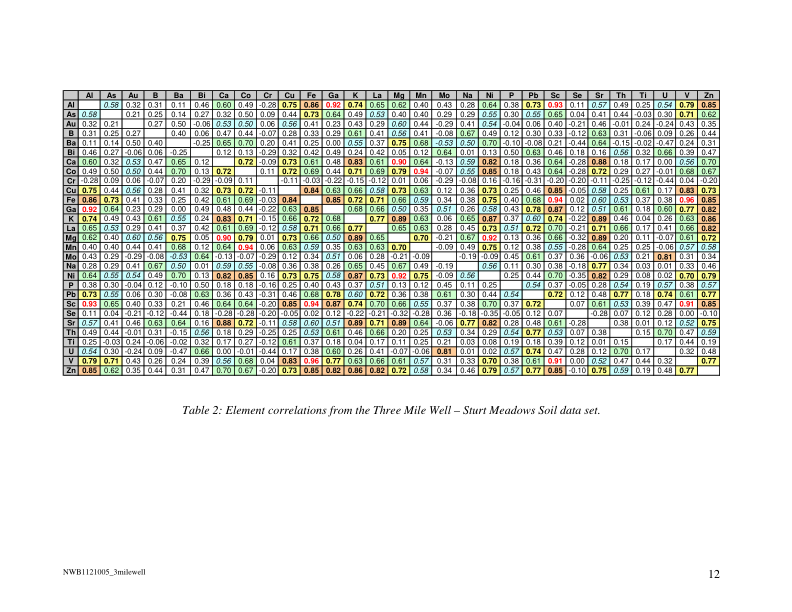 Al As Au B Ba Bi Ca Co Cr Cu Fe Ga K La Mg Mn Mo Na Ni P Pb Sc Se Sr Th Ti U V Zn
Al 0.58 0.32 0.31 0.11 0.46 0.60 0.49 -0.28 0.75 0.86 0.92 0.74 0.65 0.62 0.40 0.43 0.28 0.64 0.38 0.73 0.93 0.11 0.57 0.49 0.25 0.54 0.79 0.85
As 0.58 0.21 0.25 0.14 0.27 0.32 0.50 0.09 0.44 0.73 0.64 0.49 0.53 0.40 0.40 0.29 0.29 0.55 0.30 0.55 0.65 0.04 0.41 0.44 -0.03 0.30 0.71 0.62
Au 0.32 0.21 0.27 0.50 -0.06 0.53 0.50 0.06 0.56 0.41 0.23 0.43 0.29 0.60 0.44 -0.29 0.41 0.54 -0.04 0.06 0.40 -0.21 0.46 -0.01 0.24 -0.24 0.43 0.35
B 0.31 0.25 0.27 0.40 0.06 0.47 0.44 -0.07 0.28 0.33 0.29 0.61 0.41 0.56 0.41 -0.08 0.67 0.49 0.12 0.30 0.33 -0.12 0.63 0.31 -0.06 0.09 0.26 0.44
Ba 0.11 0.14 0.50 0.40 -0.25 0.65 0.70 0.20 0.41 0.25 0.00 0.55 0.37 0.75 0.68 -0.53 0.50 0.70 -0.10 -0.08 0.21 -0.44 0.64 -0.15 -0.02 -0.47 0.24 0.31
Bi 0.46 0.27 -0.06 0.06 -0.25 0.12 0.13 -0.29 0.32 0.42 0.49 0.24 0.42 0.05 0.12 0.64 0.01 0.13 0.50 0.63 0.46 0.18 0.16 0.56 0.32 0.66 0.39 0.47
Ca 0.60 0.32 0.53 0.47 0.65 0.12 0.72 -0.09 0.73 0.61 0.48 0.83 0.61 0.90 0.64 -0.13 0.59 0.82 0.18 0.36 0.64 -0.28 0.88 0.18 0.17 0.00 0.56 0.70
Co 0.49 0.50 0.50 0.44 0.70 0.13 0.72 0.11 0.72 0.69 0.44 0.71 0.69 0.79 0.94 -0.07 0.55 0.85 0.18 0.43 0.64 -0.28 0.72 0.29 0.27 -0.01 0.68 0.67
Cr -0.28 0.09 0.06 -0.07 0.20 -0.29 -0.09 0.11 -0.11 -0.03 -0.22 -0.15 -0.12 0.01 0.06 -0.29 -0.08 0.16 -0.16 -0.31 -0.20 -0.20 -0.11 -0.25 -0.12 -0.44 0.04 -0.20
Cu 0.75 0.44 0.56 0.28 0.41 0.32 0.73 0.72 -0.11 0.84 0.63 0.66 0.58 0.73 0.63 0.12 0.36 0.73 0.25 0.46 0.85 -0.05 0.58 0.25 0.61 0.17 0.83 0.73
Fe 0.86 0.73 0.41 0.33 0.25 0.42 0.61 0.69 -0.03 0.84 0.85 0.72 0.71 0.66 0.59 0.34 0.38 0.75 0.40 0.68 0.94 0.02 0.60 0.53 0.37 0.38 0.96 0.85
Ga 0.92 0.64 0.23 0.29 0.00 0.49 0.48 0.44 -0.22 0.63 0.85 0.68 0.66 0.50 0.35 0.51 0.26 0.58 0.43 0.78 0.87 0.12 0.51 0.61 0.18 0.60 0.77 0.82
K 0.74 0.49 0.43 0.61 0.55 0.24 0.83 0.71 -0.15 0.66 0.72 0.68 0.77 0.89 0.63 0.06 0.65 0.87 0.37 0.60 0.74 -0.22 0.89 0.46 0.04 0.26 0.63 0.86
La 0.65 0.53 0.29 0.41 0.37 0.42 0.61 0.69 -0.12 0.58 0.71 0.66 0.77 0.65 0.63 0.28 0.45 0.73 0.51 0.72 0.70 -0.21 0.71 0.66 0.17 0.41 0.66 0.82
Mg 0.62 0.40 0.60 0.56 0.75 0.05 0.90 0.79 0.01 0.73 0.66 0.50 0.89 0.65 0.70 -0.21 0.67 0.92 0.13 0.36 0.66 -0.32 0.89 0.20 0.11 -0.07 0.61 0.72
Mn 0.40 0.40 0.44 0.41 0.68 0.12 0.64 0.94 0.06 0.63 0.59 0.35 0.63 0.63 0.70 -0.09 0.49 0.75 0.12 0.38 0.55 -0.28 0.64 0.25 0.25 -0.06 0.57 0.58
Mo 0.43 0.29 -0.29 -0.08 -0.53 0.64 -0.13 -0.07 -0.29 0.12 0.34 0.51 0.06 0.28 -0.21 -0.09 -0.19 -0.09 0.45 0.61 0.37 0.36 -0.06 0.53 0.21 0.81 0.31 0.34
Na 0.28 0.29 0.41 0.67 0.50 0.01 0.59 0.55 -0.08 0.36 0.38 0.26 0.65 0.45 0.67 0.49 -0.19 0.56 0.11 0.30 0.38 -0.18 0.77 0.34 0.03 0.01 0.33 0.46
Ni 0.64 0.55 0.54 0.49 0.70 0.13 0.82 0.85 0.16 0.73 0.75 0.58 0.87 0.73 0.92 0.75 -0.09 0.56 0.25 0.44 0.75 -0.35 0.82 0.29 0.08 0.02 0.70 0.79
P 0.38 0.30 -0.04 0.12 -0.10 0.50 0.18 0.18 -0.16 0.25 0.40 0.43 0.37 0.51 0.13 0.12 0.45 0.11 0.25 0.54 0.37 -0.05 0.28 0.54 0.19 0.57 0.38 0.57
Pb 0.73 0.55 0.06 0.30 -0.08 0.63 0.36 0.43 -0.31 0.46 0.68 0.78 0.60 0.72 0.36 0.38 0.61 0.30 0.44 0.54 0.72 0.12 0.48 0.77 0.18 0.74 0.61 0.77
Sc 0.93 0.65 0.40 0.33 0.21 0.46 0.64 0.64 -0.20 0.85 0.94 0.87 0.74 0.70 0.66 0.55 0.37 0.38 0.75 0.37 0.72 0.07 0.61 0.53 0.39 0.47 0.91 0.85
Se 0.11 0.04 -0.21 -0.12 -0.44 0.18 -0.28 -0.28 -0.20 -0.05 0.02 0.12 -0.22 -0.21 -0.32 -0.28 0.36 -0.18 -0.35 -0.05 0.12 0.07 -0.28 0.07 0.12 0.28 0.00 -0.10
Sr 0.57 0.41 0.46 0.63 0.64 0.16 0.88 0.72 -0.11 0.58 0.60 0.51 0.89 0.71 0.89 0.64 -0.06 0.77 0.82 0.28 0.48 0.61 -0.28 0.38 0.01 0.12 0.52 0.75
Th 0.49 0.44 -0.01 0.31 -0.15 0.56 0.18 0.29 -0.25 0.25 0.53 0.61 0.46 0.66 0.20 0.25 0.53 0.34 0.29 0.54 0.77 0.53 0.07 0.38 0.15 0.70 0.47 0.59
Ti 0.25 -0.03 0.24 -0.06 -0.02 0.32 0.17 0.27 -0.12 0.61 0.37 0.18 0.04 0.17 0.11 0.25 0.21 0.03 0.08 0.19 0.18 0.39 0.12 0.01 0.15 0.17 0.44 0.19
U 0.54 0.30 -0.24 0.09 -0.47 0.66 0.00 -0.01 -0.44 0.17 0.38 0.60 0.26 0.41 -0.07 -0.06 0.81 0.01 0.02 0.57 0.74 0.47 0.28 0.12 0.70 0.17 0.32 0.48
V 0.79 0.71 0.43 0.26 0.24 0.39 0.56 0.68 0.04 0.83 0.96 0.77 0.63 0.66 0.61 0.57 0.31 0.33 0.70 0.38 0.61 0.91 0.00 0.52 0.47 0.44 0.32 0.77
Zn 0.85 0.62 0.35 0.44 0.31 0.47 0.70 0.67 -0.20 0.73 0.85 0.82 0.86 0.82 0.72 0.58 0.34 0.46 0.79 0.57 0.77 0.85 -0.10 0.75 0.59 0.19 0.48 0.77
Table 2: Element correlations from the Three Mile Well – Sturt Meadows Soil data set.
NWB1121005_3milewell 12